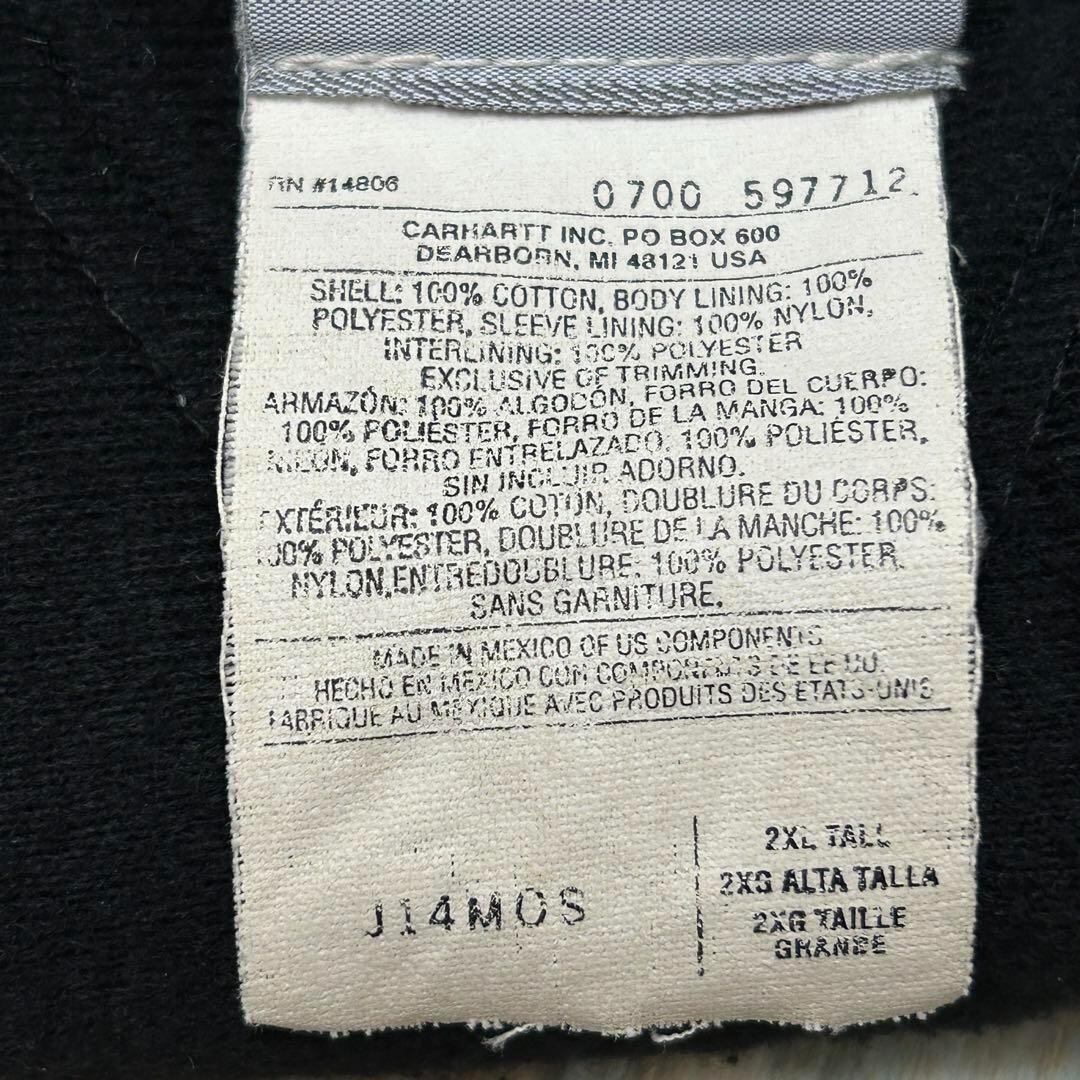 RN #14806
0700 597712
CARHARTT INC. PO BOX 600
DEARBORN, MI 48121 USA
SHELL: 100% COTTON, BODY LINING: 100%
POLYESTER, SLEEVE LINING: 100% NYLON,
INTERLINING: 100% POLYESTER
EXCLUSIVE OF TRIMMING.
ARMAZÓN: 100% ALGODÓN, FORRO DEL CUERPO:
100% POLIÉSTER, FORRO DE LA MANGA: 100%
NILÓN, FORRO ENTRELAZADO: 100% POLIÉSTER,
SIN INCLUIR ADORNO.
EXTÉRIEUR: 100% COTON, DOUBLURE DU CORPS:
100% POLYESTER, DOUBLURE DE LA MANCHE: 100%
NYLON, ENTREDOUBLURE: 100% POLYESTER.
SANS GARNITURE.
MADE IN MEXICO OF US COMPONENTS
HECHO EN MEXICO CON COMPONENTES DE EE UU
FABRIQUE AU MEXIQUE AVEC PRODUITS DES ETATS-UNIS
J14MOS
2XL TALL
2XG ALTA TALLA
2XG TAILLE
GRANDE